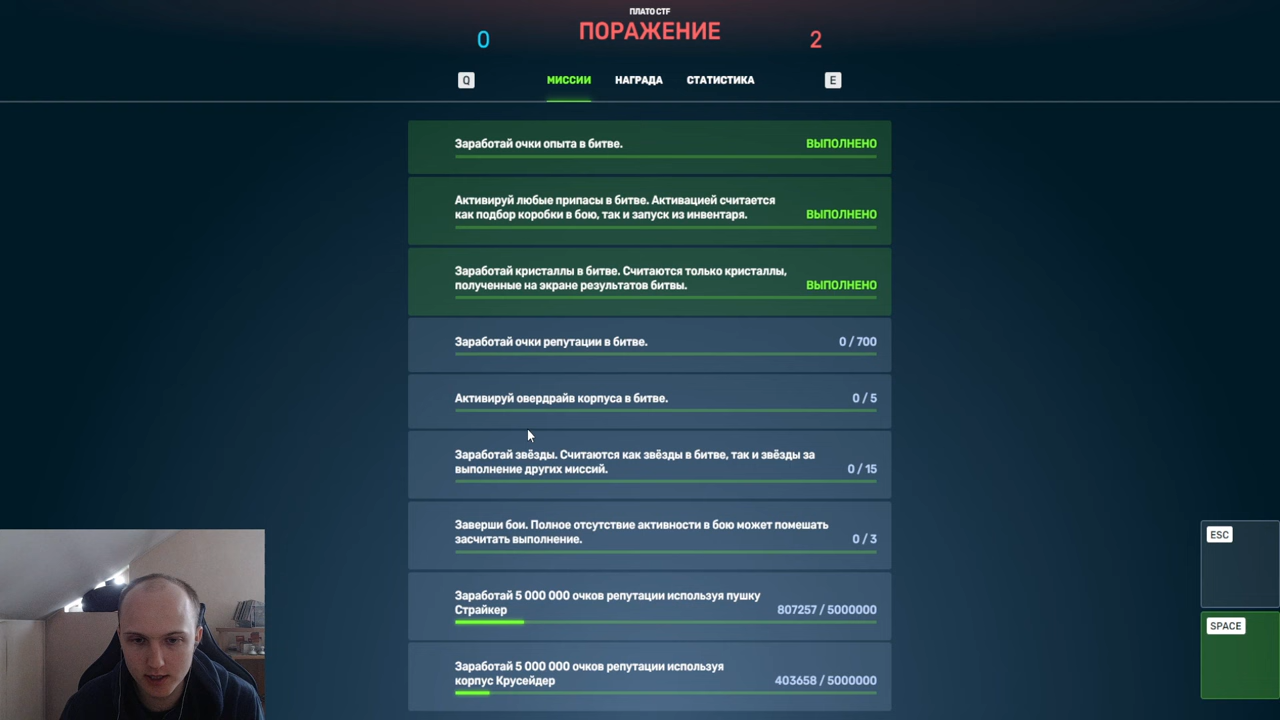 ПЛАТО CTF
0
ПОРАЖЕНИЕ
2
Q
МИССИИ
НАГРАДА
СТАТИСТИКА
E
Заработай очки опыта в битве.
ВЫПОЛНЕНО
Активируй любые припасы в битве. Активацией считается
как подбор коробки в бою, так и запуск из инвентаря.
ВЫПОЛНЕНО
Заработай кристаллы в битве. Считаются только кристаллы,
полученные на экране результатов битвы.
ВЫПОЛНЕНО
Заработай очки репутации в битве.
0 / 700
Активируй овердрайв корпуса в битве.
0 / 5
Заработай звёзды. Считаются как звёзды в битве, так и звёзды за
выполнение других миссий.
0 / 15
Заверши бои. Полное отсутствие активности в бою может помешать
засчитать выполнение.
0 / 3
Заработай 5 000 000 очков репутации используя пушку
Страйкер
807257 / 5000000
Заработай 5 000 000 очков репутации используя
корпус Крусейдер
403658 / 5000000
ESC
SPACE